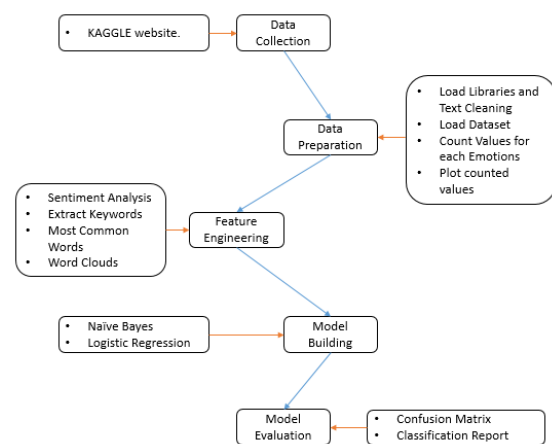 • KAGGLE website.
Data
Collection
Data
Preparation
• Load Libraries and
Text Cleaning
• Load Dataset
• Count Values for
each Emotions
• Plot counted
values
• Sentiment Analysis
• Extract Keywords
• Most Common
Words
• Word Clouds
Feature
Engineering
• Naïve Bayes
• Logistic Regression
Model
Building
Model
Evaluation
• Confusion Matrix
• Classification Report